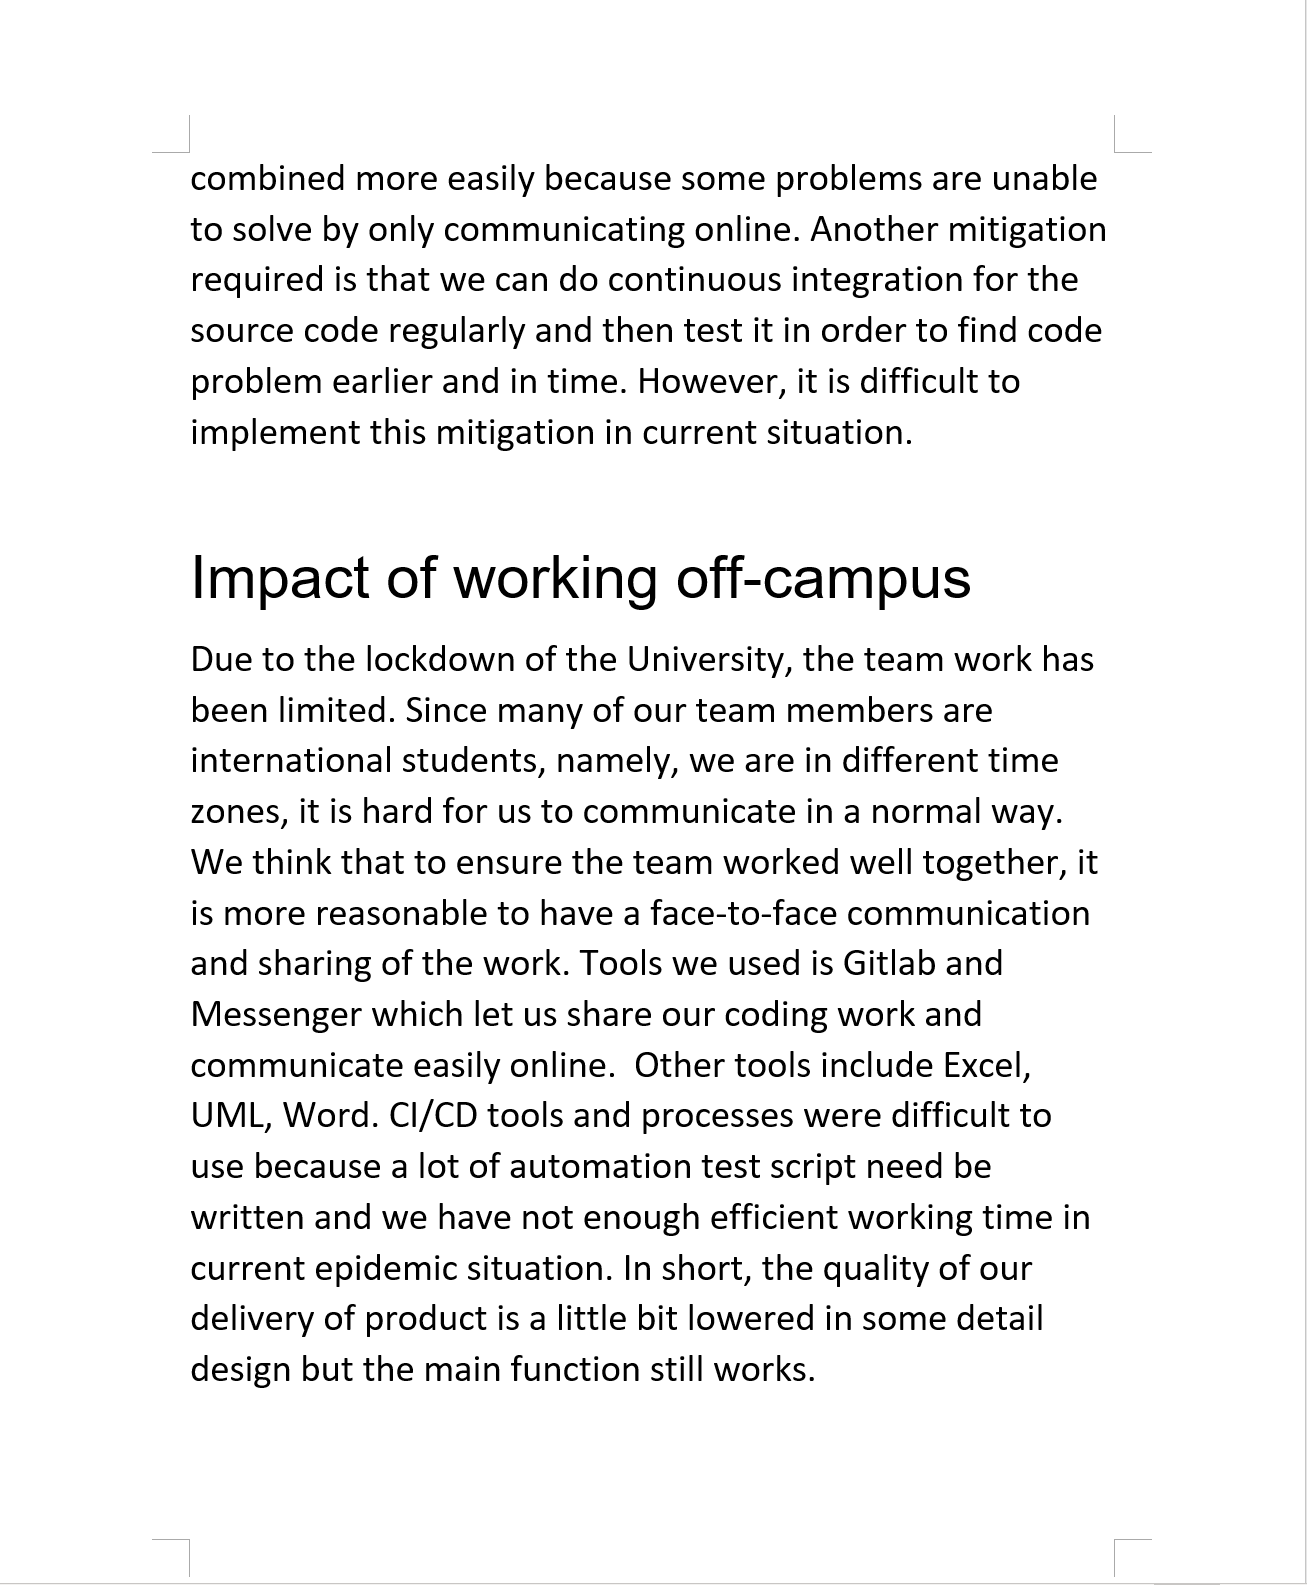 combined more easily because some problems are unable
to solve by only communicating online. Another mitigation
required is that we can do continuous integration for the
source code regularly and then test it in order to find code
problem earlier and in time. However, it is difficult to
implement this mitigation in current situation.
Impact of working off-campus
Due to the lockdown of the University, the team work has
been limited. Since many of our team members are
international students, namely, we are in different time
zones, it is hard for us to communicate in a normal way.
We think that to ensure the team worked well together, it
is more reasonable to have a face-to-face communication
and sharing of the work. Tools we used is Gitlab and
Messenger which let us share our coding work and
communicate easily online.  Other tools include Excel,
UML, Word. CI/CD tools and processes were difficult to
use because a lot of automation test script need be
written and we have not enough efficient working time in
current epidemic situation. In short, the quality of our
delivery of product is a little bit lowered in some detail
design but the main function still works.